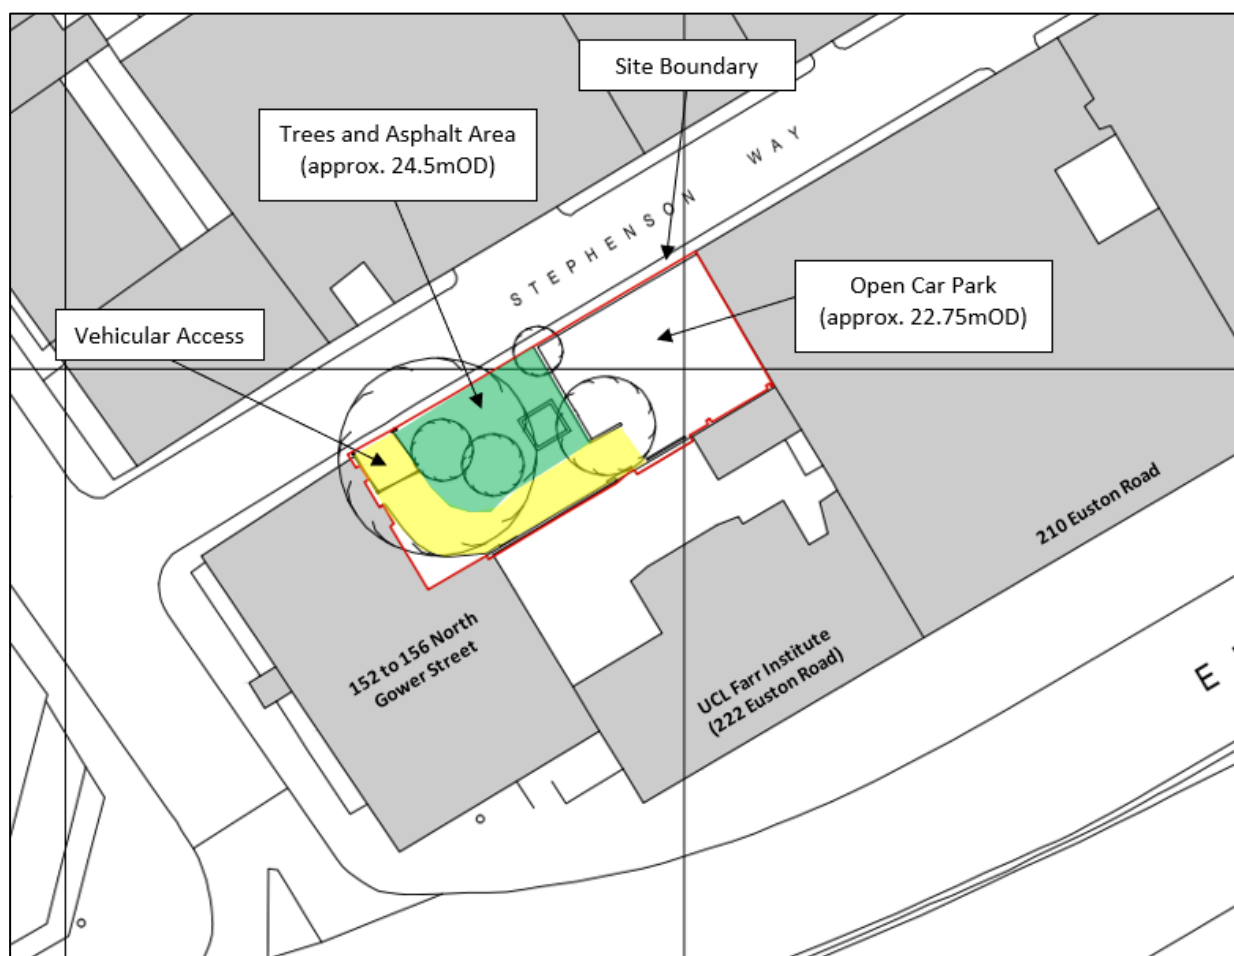 Site Boundary
Trees and Asphalt Area
(approx. 24.5mOD)
STEPHENSON WAY
Open Car Park
(approx. 22.75mOD)
Vehicular Access
210 Euston Road
152 to 156 North
Gower Street
UCL Farr Institute
(222 Euston Road)
E